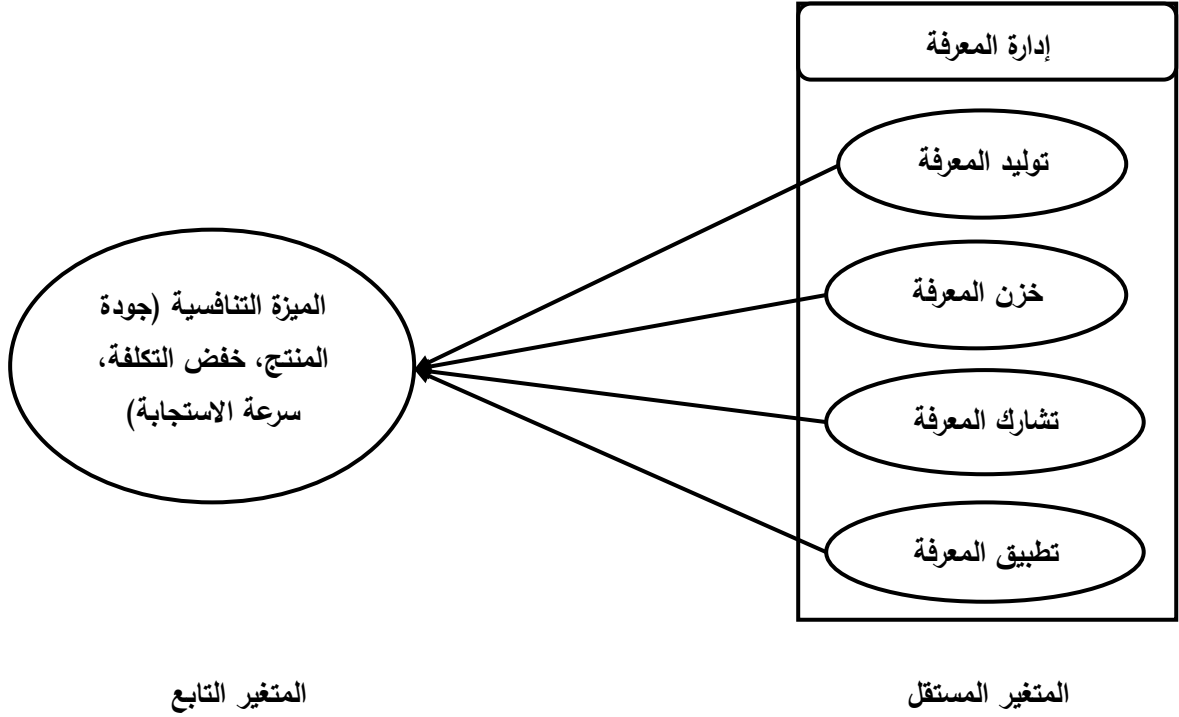 إدارة المعرفة
توليد المعرفة
خزن المعرفة
تشارك المعرفة
تطبيق المعرفة
الميزة التنافسية (جودة
المنتج، خفض التكلفة،
سرعة الاستجابة)
المتغير المستقل
المتغير التابع